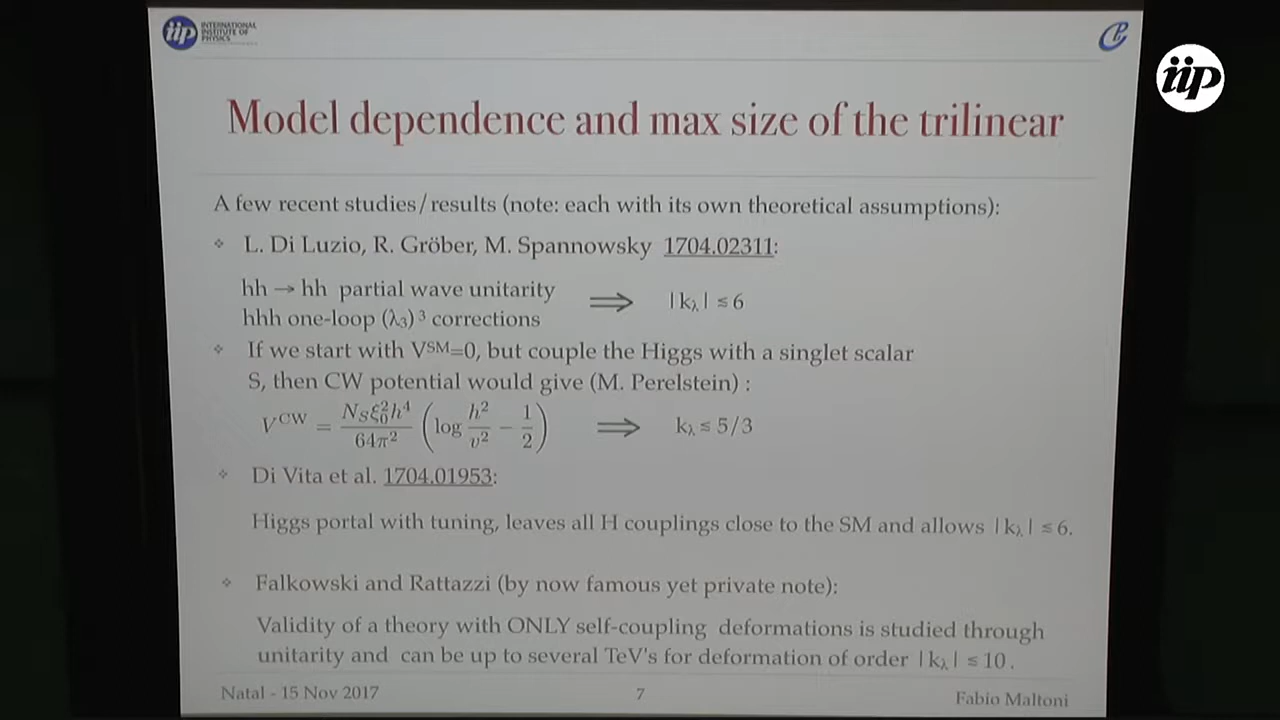 iip INTERNATIONAL
INSTITUTE OF
PHYSICS
iip
Model dependence and max size of the trilinear
A few recent studies/results (note: each with its own theoretical assumptions):
❖ L. Di Luzio, R. Gröber, M. Spannowsky 1704.02311:
hh → hh partial wave unitarity
hhh one-loop (λ₃)³ corrections
⟹ |kλ| ≤ 6
❖ If we start with Vˢᴹ=0, but couple the Higgs with a singlet scalar
S, then CW potential would give (M. Perelstein) :
V^CW = N_S ξ₀² h⁴ / 64π² (log h²/v² − 1/2) ⟹ kλ ≤ 5/3
❖ Di Vita et al. 1704.01953:
Higgs portal with tuning, leaves all H couplings close to the SM and allows |kλ| ≤ 6.
❖ Falkowski and Rattazzi (by now famous yet private note):
Validity of a theory with ONLY self-coupling deformations is studied through
unitarity and can be up to several TeV's for deformation of order |kλ| ≤ 10.
Natal - 15 Nov 2017 7 Fabio Maltoni